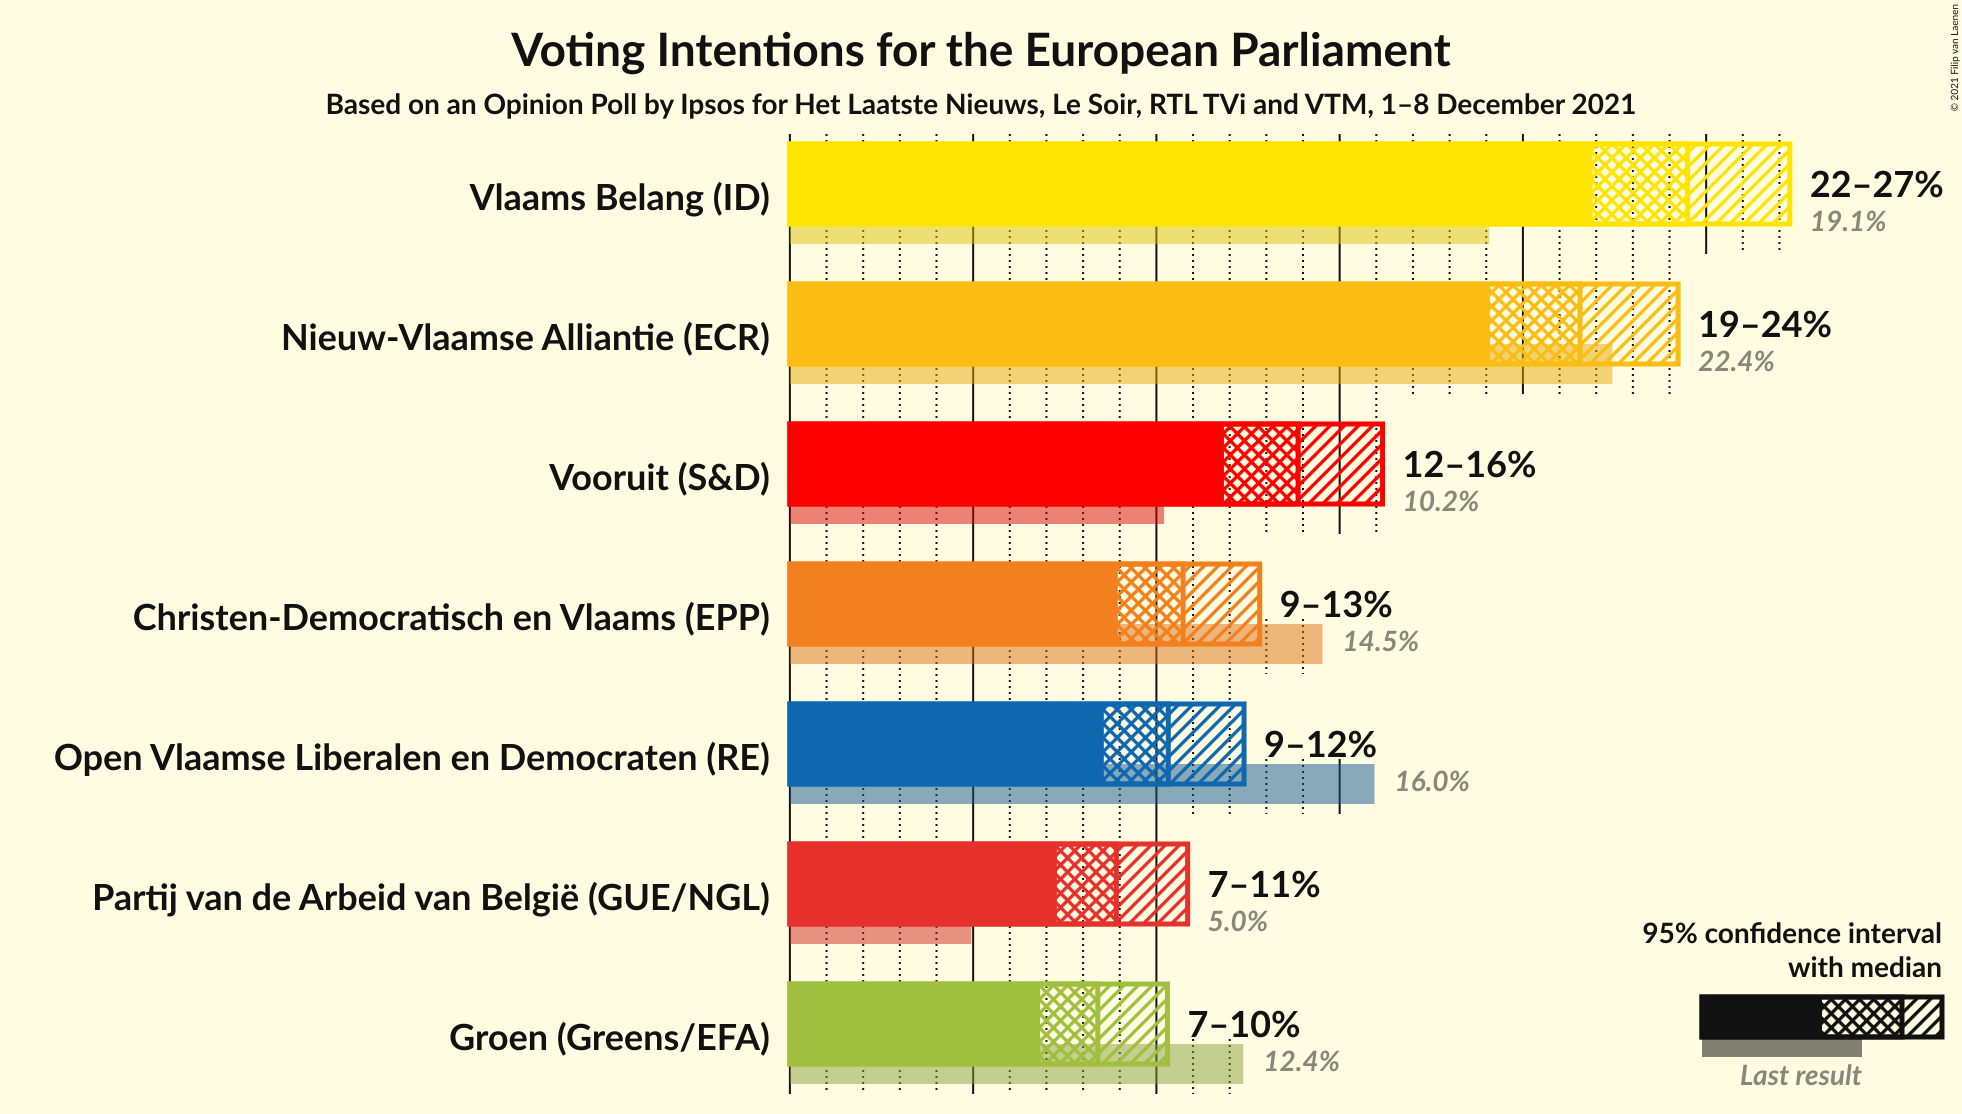 Voting Intentions for the European Parliament
Based on an Opinion Poll by Ipsos for Het Laatste Nieuws, Le Soir, RTL TVi and VTM, 1–8 December 2021
© 2021 Filip van Laenen
Vlaams Belang (ID)
22–27%
19.1%
Nieuw-Vlaamse Alliantie (ECR)
19–24%
22.4%
Vooruit (S&D)
12–16%
10.2%
Christen-Democratisch en Vlaams (EPP)
9–13%
14.5%
Open Vlaamse Liberalen en Democraten (RE)
9–12%
16.0%
Partij van de Arbeid van België (GUE/NGL)
7–11%
5.0%
Groen (Greens/EFA)
7–10%
12.4%
95% confidence interval
with median
Last result